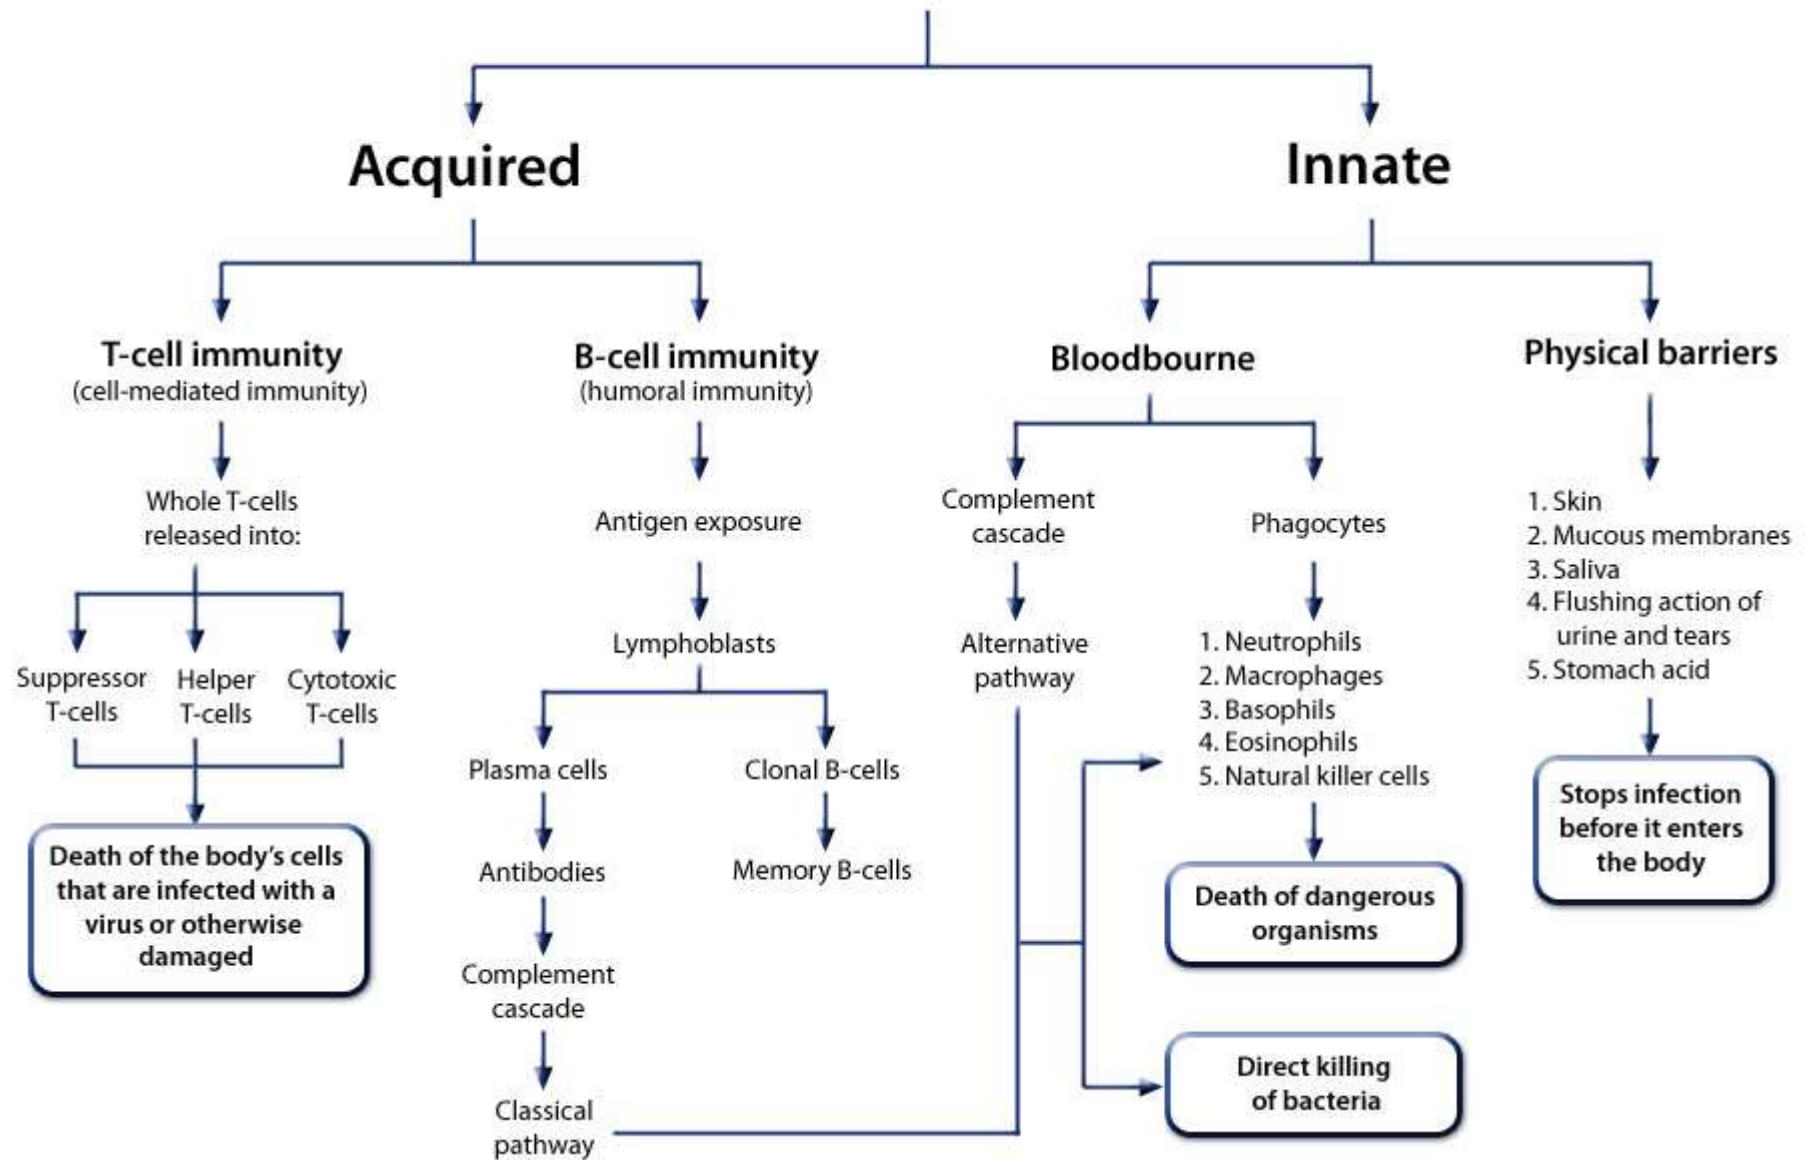 Acquired
Innate
T-cell immunity
(cell-mediated immunity)
B-cell immunity
(humoral immunity)
Bloodbourne
Physical barriers
Whole T-cells
released into:
Antigen exposure
Complement
cascade
Phagocytes
1. Skin
2. Mucous membranes
3. Saliva
4. Flushing action of
urine and tears
5. Stomach acid
Suppressor
T-cells
Helper
T-cells
Cytotoxic
T-cells
Lymphoblasts
Alternative
pathway
1. Neutrophils
2. Macrophages
3. Basophils
4. Eosinophils
5. Natural killer cells
Plasma cells
Clonal B-cells
Stops infection
before it enters
the body
Death of the body's cells
that are infected with a
virus or otherwise
damaged
Antibodies
Memory B-cells
Death of dangerous
organisms
Complement
cascade
Direct killing
of bacteria
Classical
pathway